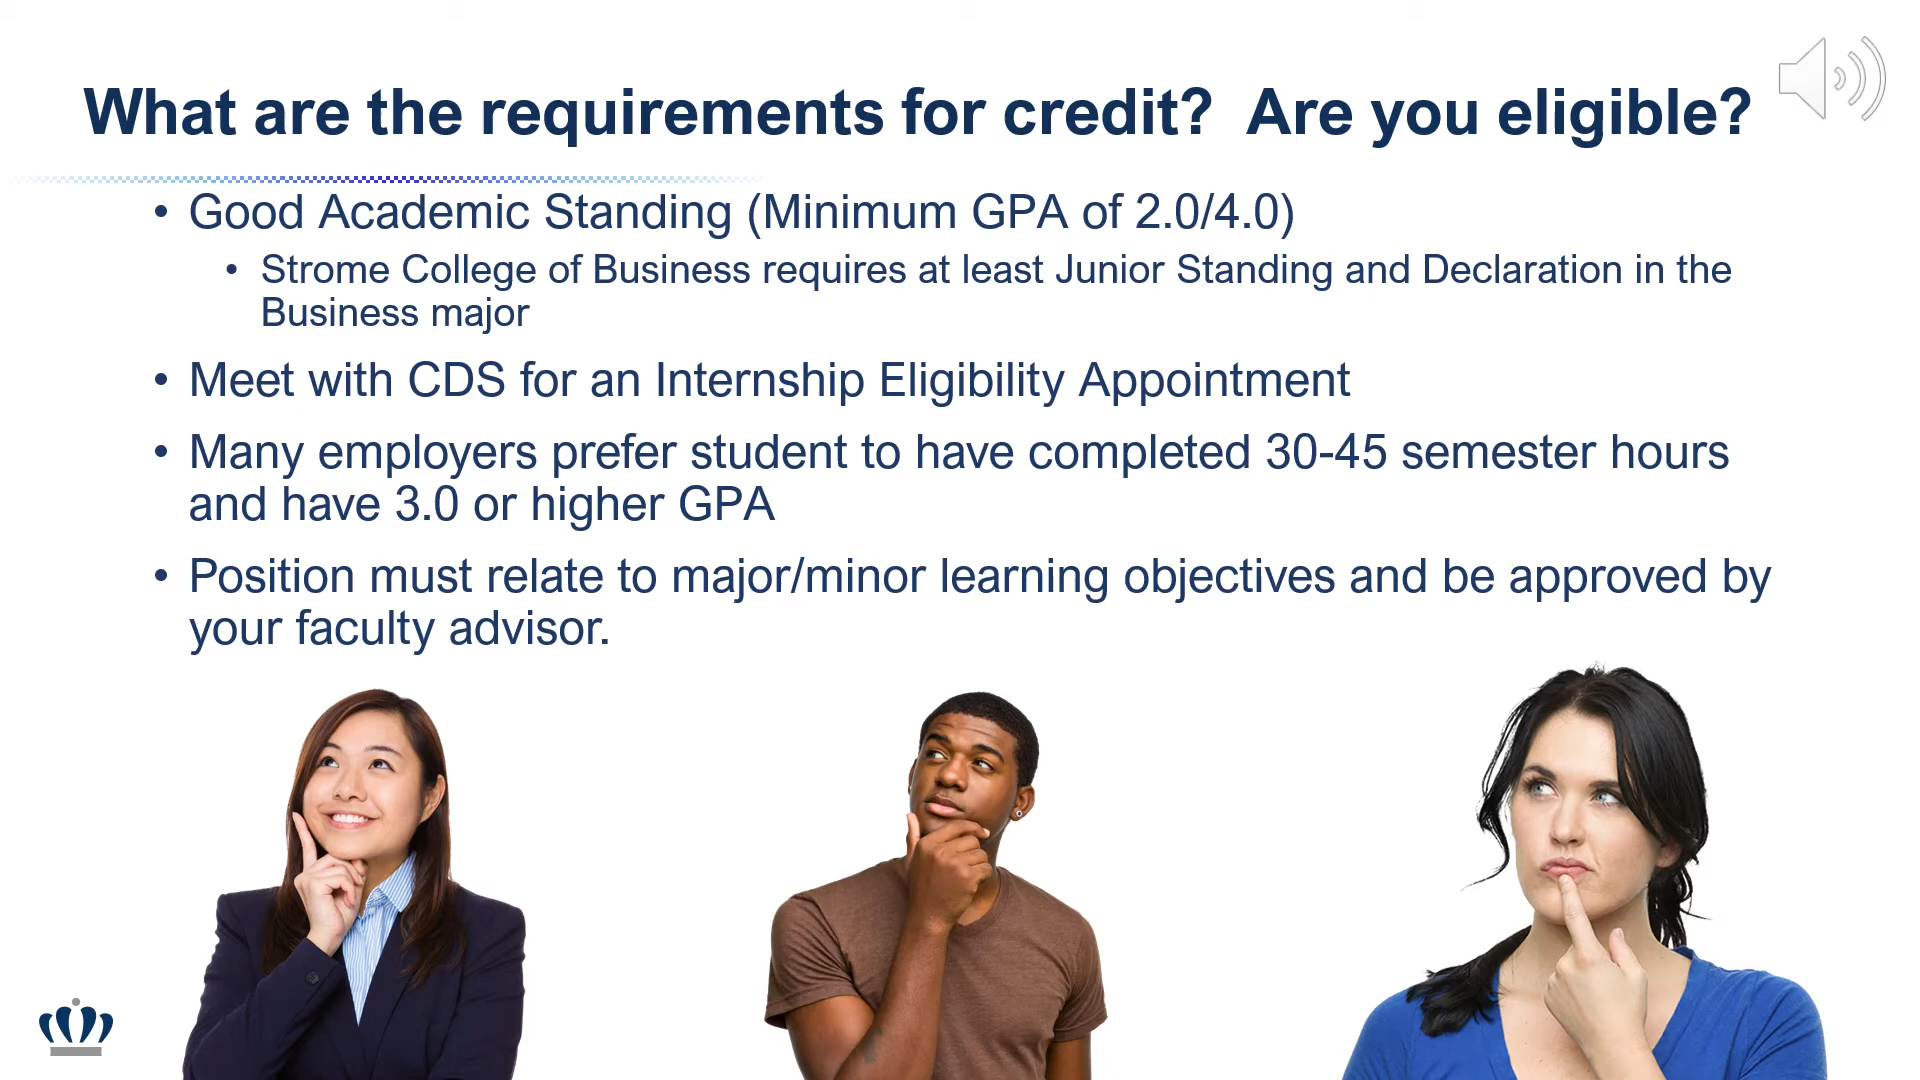 What are the requirements for credit?  Are you eligible?
• Good Academic Standing (Minimum GPA of 2.0/4.0)
• Strome College of Business requires at least Junior Standing and Declaration in the
Business major
• Meet with CDS for an Internship Eligibility Appointment
• Many employers prefer student to have completed 30-45 semester hours
and have 3.0 or higher GPA
• Position must relate to major/minor learning objectives and be approved by
your faculty advisor.